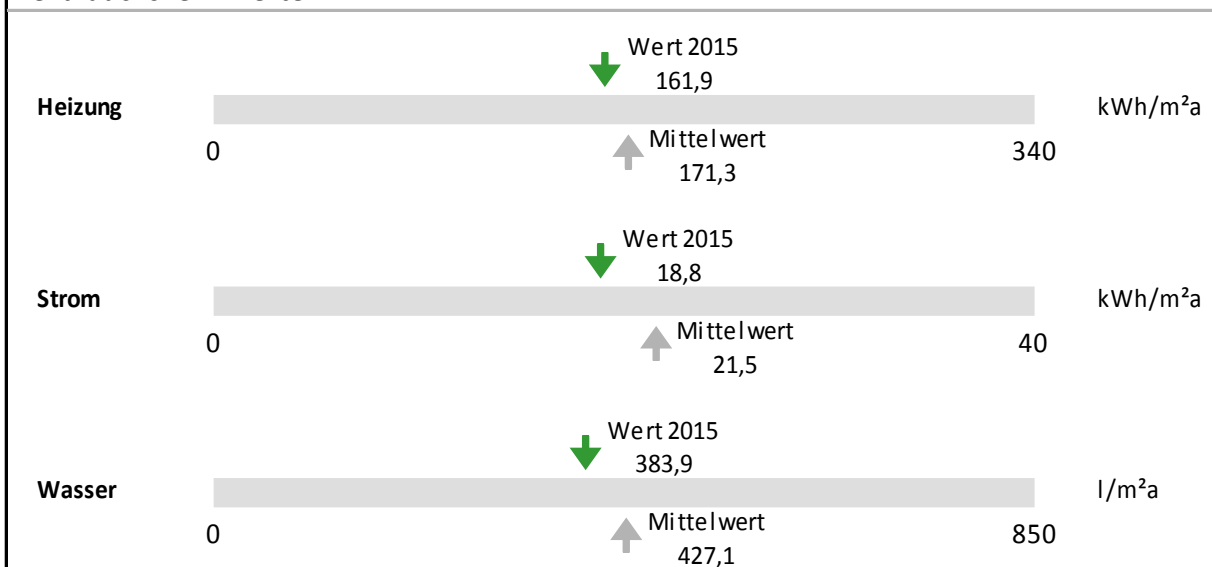 Wert 2015
161,9
Heizung
kWh/m²a
Mittelwert
0
340
171,3
Wert 2015
18,8
Strom
kWh/m²a
Mittelwert
0
40
21,5
Wert 2015
383,9
Wasser
l/m²a
Mittelwert
0
850
427,1